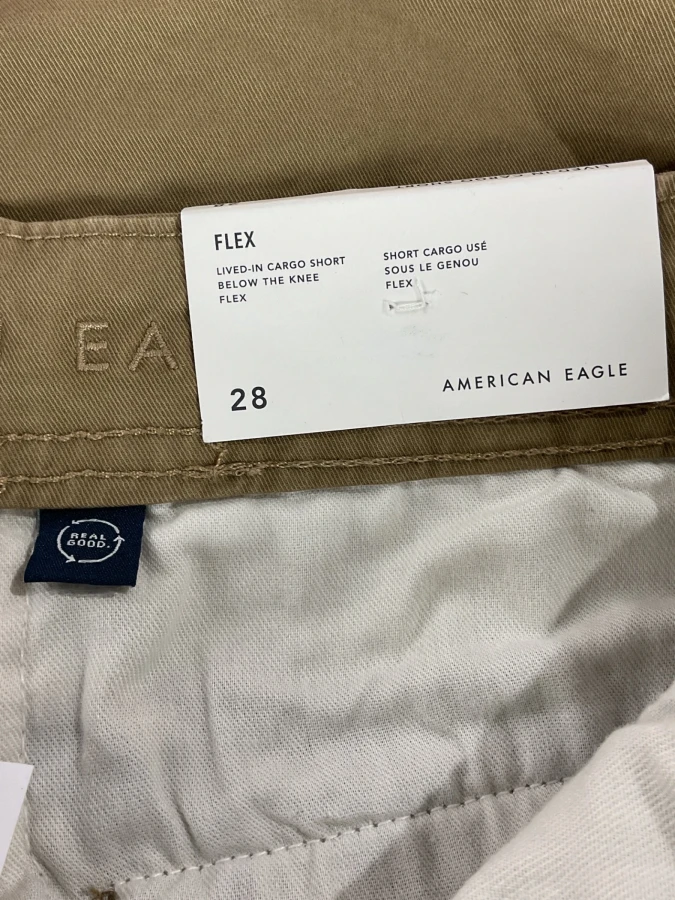 FLEX
LIVED-IN CARGO SHORT
BELOW THE KNEE
FLEX
SHORT CARGO USÉ
SOUS LE GENOU
FLEX
28
AMERICAN EAGLE
EA
REAL
GOOD.